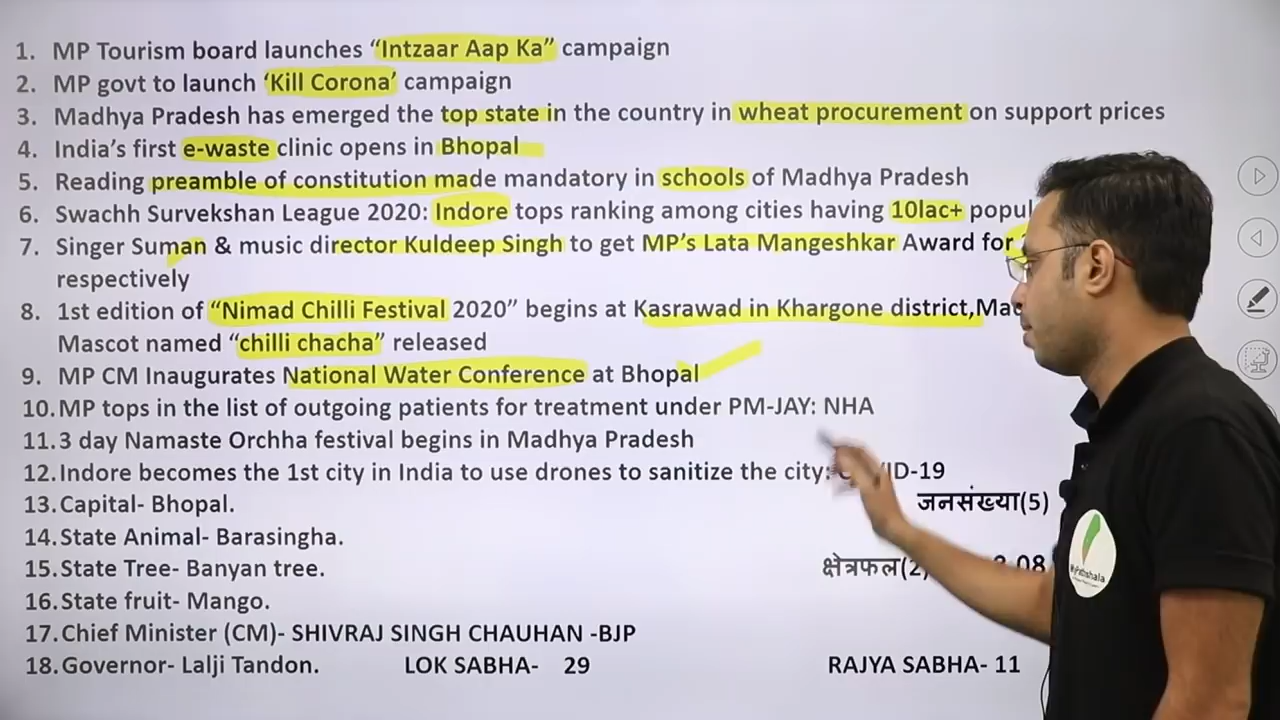 1. MP Tourism board launches “Intzaar Aap Ka” campaign
2. MP govt to launch ‘Kill Corona’ campaign
3. Madhya Pradesh has emerged the top state in the country in wheat procurement on support prices
4. India’s first e-waste clinic opens in Bhopal
5. Reading preamble of constitution made mandatory in schools of Madhya Pradesh
6. Swachh Survekshan League 2020: Indore tops ranking among cities having 10lac+
7. Singer Suman & music director Kuldeep Singh to get MP’s Lata Mangeshkar Award for
respectively
8. 1st edition of “Nimad Chilli Festival 2020” begins at Kasrawad in Khargone district,
Mascot named “chilli chacha” released
9. MP CM Inaugurates National Water Conference at Bhopal
10. MP tops in the list of outgoing patients for treatment under PM-JAY: NHA
11. 3 day Namaste Orchha festival begins in Madhya Pradesh
12. Indore becomes the 1st city in India to use drones to sanitize the city:
13. Capital- Bhopal. जनसंख्या(5)
14. State Animal- Barasingha.
15. State Tree- Banyan tree. क्षेत्रफल(2)
16. State fruit- Mango.
17. Chief Minister (CM)- SHIVRAJ SINGH CHAUHAN -BJP
18. Governor- Lalji Tandon. LOK SABHA- 29 RAJYA SABHA- 11